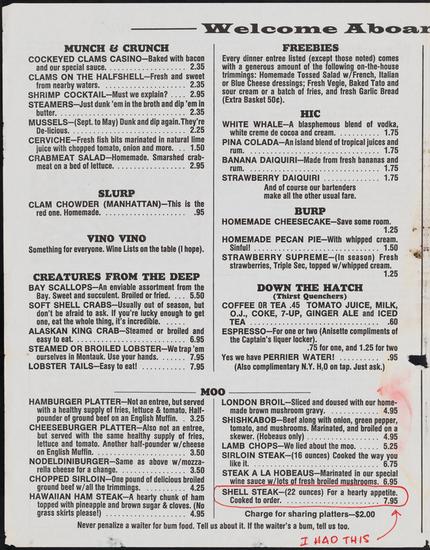 Welcome Aboar
MUNCH & CRUNCH
COCKEYED CLAMS CASINO—Baked with bacon
and our special sauce. . . . . . . . . . . . . . . . . . 2.35
CLAMS ON THE HALFSHELL—Fresh and sweet
from nearby waters. . . . . . . . . . . . . . . . . . . 2.35
SHRIMP COCKTAIL—Must we explain? . . . . 2.95
STEAMERS—Just dunk 'em in the broth and dip 'em in
butter. . . . . . . . . . . . . . . . . . . . . . . . . . . . . 2.35
MUSSELS—(Sept. to May) Dunk and dip again. They're
De-licious. . . . . . . . . . . . . . . . . . . . . . . . . . 2.25
CERVICHE—Fresh fish bits marinated in natural lime
juice with chopped tomato, onion and more. . . 1.50
CRABMEAT SALAD—Homemade. Smarshed crab-
meat on a bed of lettuce. . . . . . . . . . . . . . . . 2.95
SLURP
CLAM CHOWDER (MANHATTAN)—This is the
red one. Homemade. . . . . . . . . . . . . . . . . . . .95
VINO VINO
Something for everyone. Wine Lists on the table (I hope).
CREATURES FROM THE DEEP
BAY SCALLOPS—An enviable assortment from the
Bay. Sweet and succulent. Broiled or fried. . . . 5.50
SOFT SHELL CRABS—Usually out of season, but
don't be afraid to ask. If you're lucky enough to get
one, eat the whole thing, it's incredible. . . . . .
ALASKAN KING CRAB—Steamed or broiled and
easy to eat. . . . . . . . . . . . . . . . . . . . . . . . . . 6.95
STEAMED OR BROILED LOBSTER—We trap 'em
ourselves in Montauk. Use your hands. . . . . . 7.95
LOBSTER TAILS—Easy to eat! . . . . . . . . . . . 7.95
FREEBIES
Every dinner entree listed (except those noted) comes
with a generous amount of the following on-the-house
trimmings: Homemade Tossed Salad w/French, Italian
or Blue Cheese Dressings; Fresh Vegie, Baked Tato and
sour cream or a batch of fries, and fresh Garlic Bread
(Extra Basket 50¢).
HIC
WHITE WHALE—A blasphemous blend of vodka,
white creme de cocoa and cream. . . . . . . . . . 1.75
PINA COLADA—An island blend of tropical juices and
rum. . . . . . . . . . . . . . . . . . . . . . . . . . . . . . . 1.75
BANANA DAIQUIRI—Made from fresh bananas and
rum. . . . . . . . . . . . . . . . . . . . . . . . . . . . . . . 1.75
STRAWBERRY DAIQUIRI . . . . . . . . . . . . . . . 1.75
And of course our bartenders
make all the other usual fare.
BURP
HOMEMADE CHEESECAKE—Save some room.
1.25
HOMEMADE PECAN PIE—With whipped cream.
Sinful! . . . . . . . . . . . . . . . . . . . . . . . . . . . . . 1.50
STRAWBERRY SUPREME—(In season) Fresh
strawberries, Triple Sec, topped w/whipped cream.
1.25
DOWN THE HATCH
(Thirst Quenchers)
COFFEE OR TEA .45 TOMATO JUICE, MILK,
O.J., COKE, 7-UP, GINGER ALE and ICED
TEA . . . . . . . . . . . . . . . . . . . . . . . . . . . . . . . .60
ESPRESSO—For one or two (Anisette compliments of
the Captain's liquer locker).
.75 for one, and 1.25 for two
Yes we have PERRIER WATER! . . . . . . . . . . .95
(Also complimentary N.Y. H₂O on tap. Just ask.)
MOO
HAMBURGER PLATTER—Not an entree, but served
with a healthy supply of fries, lettuce & tomato. Half-
pounder of ground beef on an English Muffin. . 3.25
CHEESEBURGER PLATTER—Also not an entree,
but served with the same healthy supply of fries,
lettuce and tomato. Another half-pounder w/cheese
on English Muffin. . . . . . . . . . . . . . . . . . . . . 3.50
NODELDINIBURGER—Same as above w/mozza-
rella cheese for a change. . . . . . . . . . . . . . . . 3.50
CHOPPED SIRLOIN—One pound of delicious broiled
ground beef w/all the trimmings. . . . . . . . . . . 4.25
HAWAIIAN HAM STEAK—A hearty chunk of ham
topped with pineapple and brown sugar & cloves. (No
grass skirts please!) . . . . . . . . . . . . . . . . . . . 4.95
LONDON BROIL—Sliced and doused with our home-
made brown mushroom gravy. . . . . . . . . . . . . 4.95
SHISHKABOB—Beef along with onion, green pepper,
tomato, and mushrooms. Marinated, and broiled on a
skewer. (Hobeaus only) . . . . . . . . . . . . . . . . . 4.95
LAMB CHOPS—We lied about the moo. . . . . 5.25
SIRLOIN STEAK—(16 ounces) Cooked the way you
like it. . . . . . . . . . . . . . . . . . . . . . . . . . . . . . 6.75
STEAK A LA HOBEAUS—Marinated in our special
wine sauce w/lots of fresh broiled mushrooms. 6.95
SHELL STEAK—(22 ounces) For a hearty appetite.
Cooked to order. . . . . . . . . . . . . . . . . . . . . . 7.95
Charge for sharing platters—$2.00
Never penalize a waiter for bum food. Tell us about it. If the waiter's a bum, tell us too.
I HAD THIS